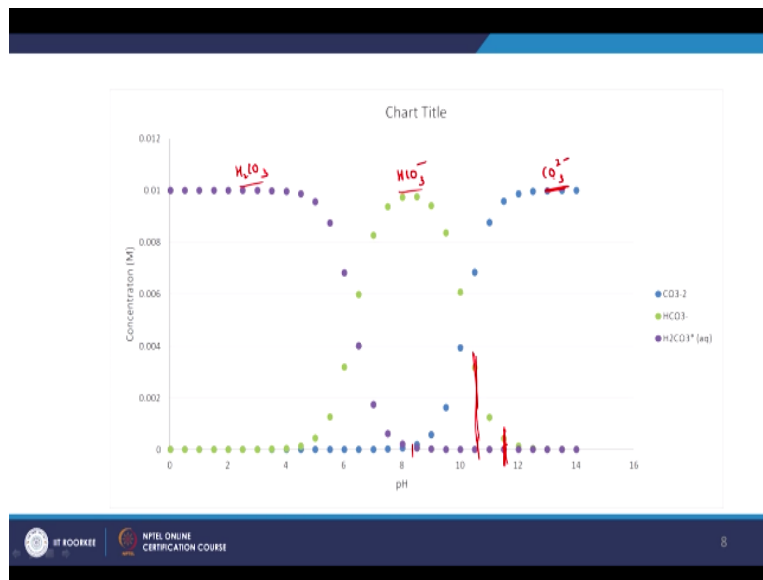 Chart Title
0.012
H2CO3 HCO3- CO3 2-
0.01
0.008
0.006
0.004
0.002
0
Concentraton (M)
0 2 4 6 8 10 12 14 16
pH
CO3-2
HCO3-
H2CO3* (aq)
IIT ROORKEE
NPTEL ONLINE
CERTIFICATION COURSE
8